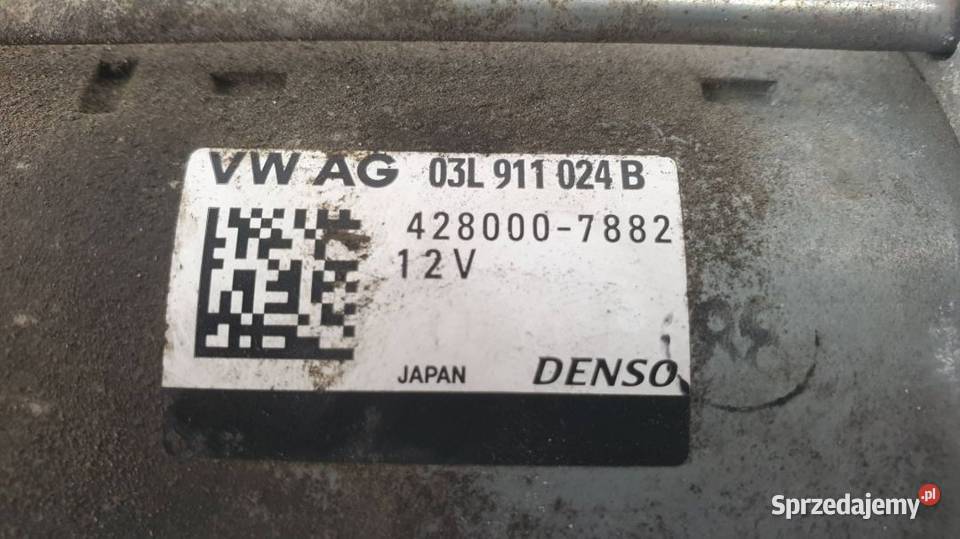 VW AG 03L 911 024 B
428000-7882
12V
JAPAN DENSO
Sprzedajemy.pl